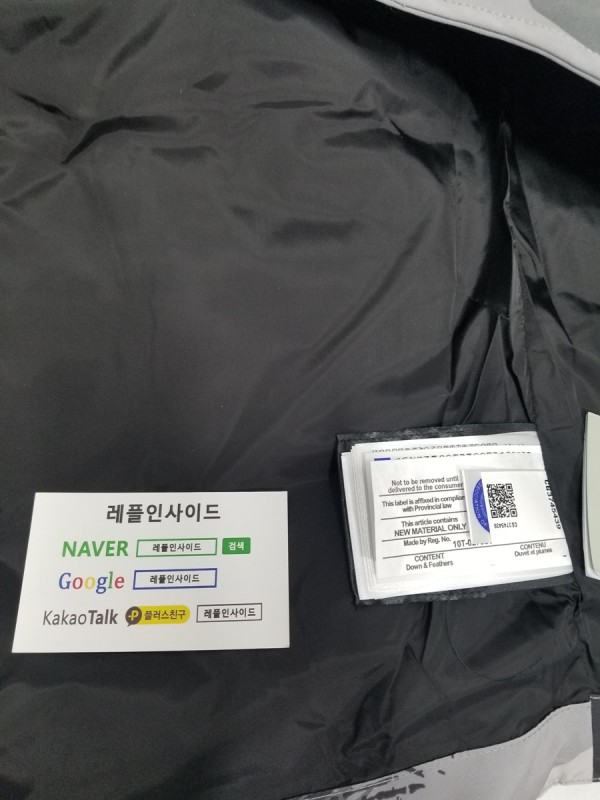 레플인사이드
NAVER 레플인사이드 검색
Google 레플인사이드
KakaoTalk P 플러스친구 레플인사이드
Not to be removed until
delivered to the consumer
This label is affixed in compliance
with Provincial law
This article contains
NEW MATERIAL ONLY
Made by Reg. No. 10T-
CONTENT
Down & Feathers
CONTENU
Duvet et plumes